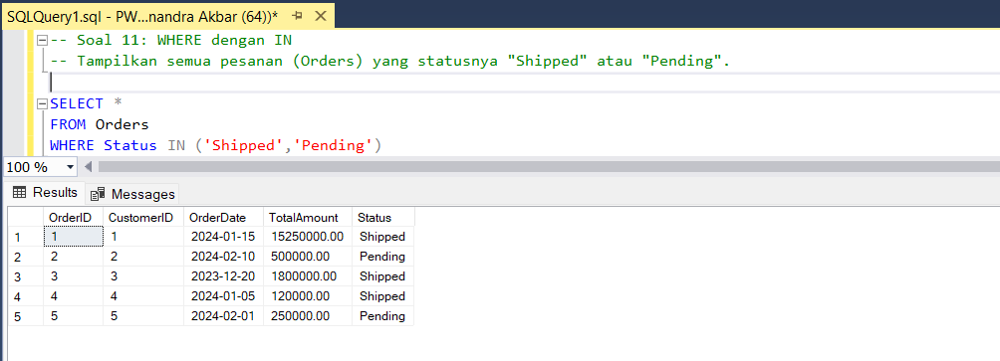 SQLQuery1.sql - PW...nandra Akbar (64))*
-- Soal 11: WHERE dengan IN
-- Tampilkan semua pesanan (Orders) yang statusnya "Shipped" atau "Pending".
SELECT *
FROM Orders
WHERE Status IN ('Shipped','Pending')
100 %
Results Messages
OrderID CustomerID OrderDate TotalAmount Status
1 1 1 2024-01-15 15250000.00 Shipped
2 2 2 2024-02-10 500000.00 Pending
3 3 3 2023-12-20 1800000.00 Shipped
4 4 4 2024-01-05 120000.00 Shipped
5 5 5 2024-02-01 250000.00 Pending